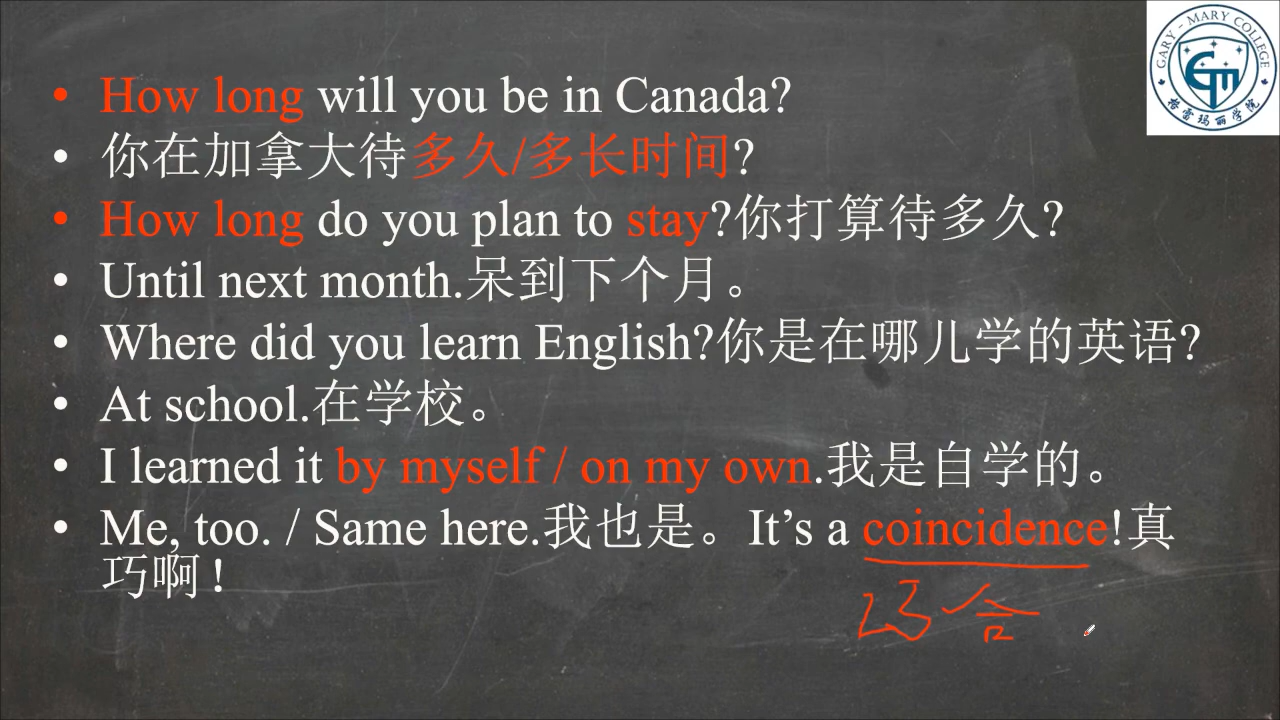 GARY - MARY COLLEGE
格雷玛丽学院
• How long will you be in Canada?
• 你在加拿大待多久/多长时间?
• How long do you plan to stay?你打算待多久?
• Until next month.呆到下个月。
• Where did you learn English?你是在哪儿学的英语?
• At school.在学校。
• I learned it by myself / on my own.我是自学的。
• Me, too. / Same here.我也是。It’s a coincidence!真
巧啊!
巧合